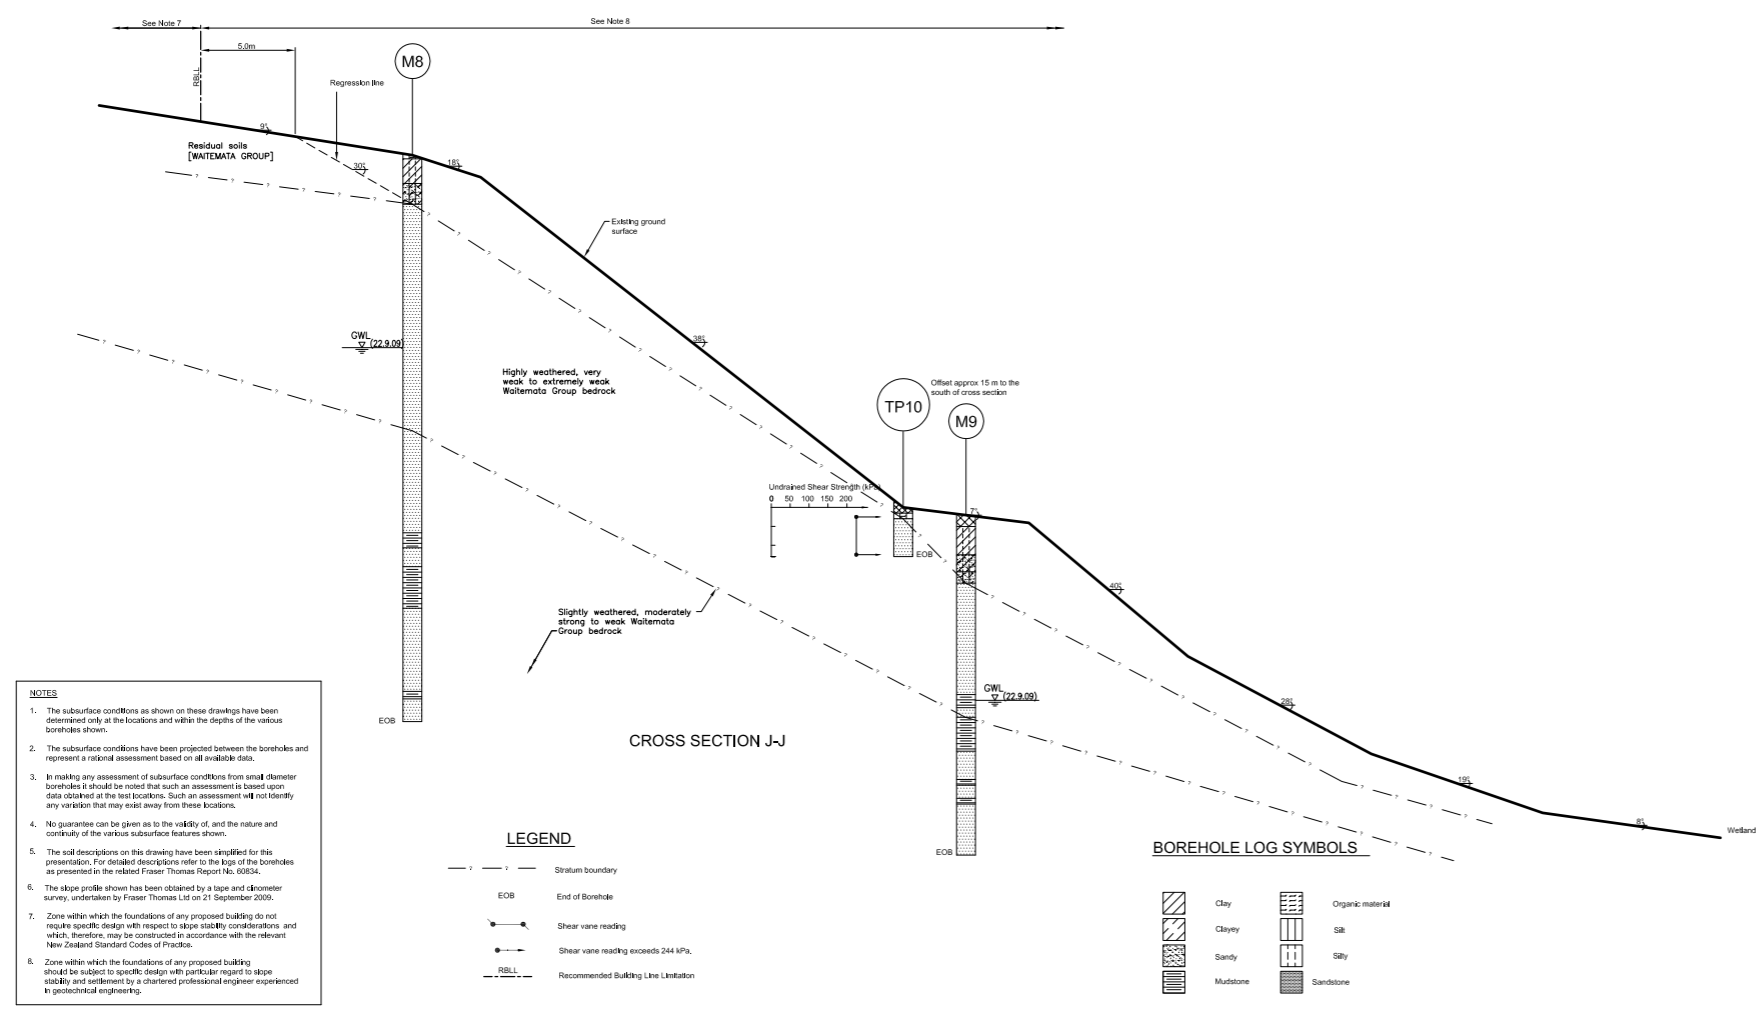 See Note 7
See Note 8
5.0m
RBLL
M8
Regression line
9°
Residual soils
[WAITEMATA GROUP]
30°
18°
Existing ground
surface
GWL
(22.9.09)
38°
Highly weathered, very
weak to extremely weak
Waitemata Group bedrock
TP10
Offset approx 15 m to the
south of cross section
M9
Undrained Shear Strength (kPa)
0 50 100 150 200
7°
EOB
40°
Slightly weathered, moderately
strong to weak Waitemata
Group bedrock
GWL
(22.9.09)
28°
EOB
CROSS SECTION J-J
19°
8°
Wetland
EOB
NOTES
1. The subsurface conditions as shown on these drawings have been
determined only at the locations and within the depths of the various
boreholes shown.
2. The subsurface conditions have been projected between the boreholes and
represent a rational assessment based on all available data.
3. In making any assessment of subsurface conditions from small diameter
boreholes it should be noted that such an assessment is based upon
data obtained at the test locations. Such an assessment will not identify
any variation that may exist away from these locations.
4. No guarantee can be given as to the validity of, and the nature and
continuity of the various subsurface features shown.
5. The soil descriptions on this drawing have been simplified for this
presentation. For detailed descriptions refer to the logs of the boreholes
as presented in the related Fraser Thomas Report No. 60834.
6. The slope profile shown has been obtained by a tape and clinometer
survey, undertaken by Fraser Thomas Ltd on 21 September 2009.
7. Zone within which the foundations of any proposed building do not
require specific design with respect to slope stability considerations and
which, therefore, may be constructed in accordance with the relevant
New Zealand Standard Codes of Practice.
8. Zone within which the foundations of any proposed building
should be subject to specific design with particular regard to slope
stability and settlement by a chartered professional engineer experienced
in geotechnical engineering.
LEGEND
Stratum boundary
EOB End of Borehole
Shear vane reading
Shear vane reading exceeds 244 kPa.
RBLL Recommended Building Line Limitation
BOREHOLE LOG SYMBOLS
Clay
Organic material
Clayey
Silt
Sandy
Silty
Mudstone
Sandstone